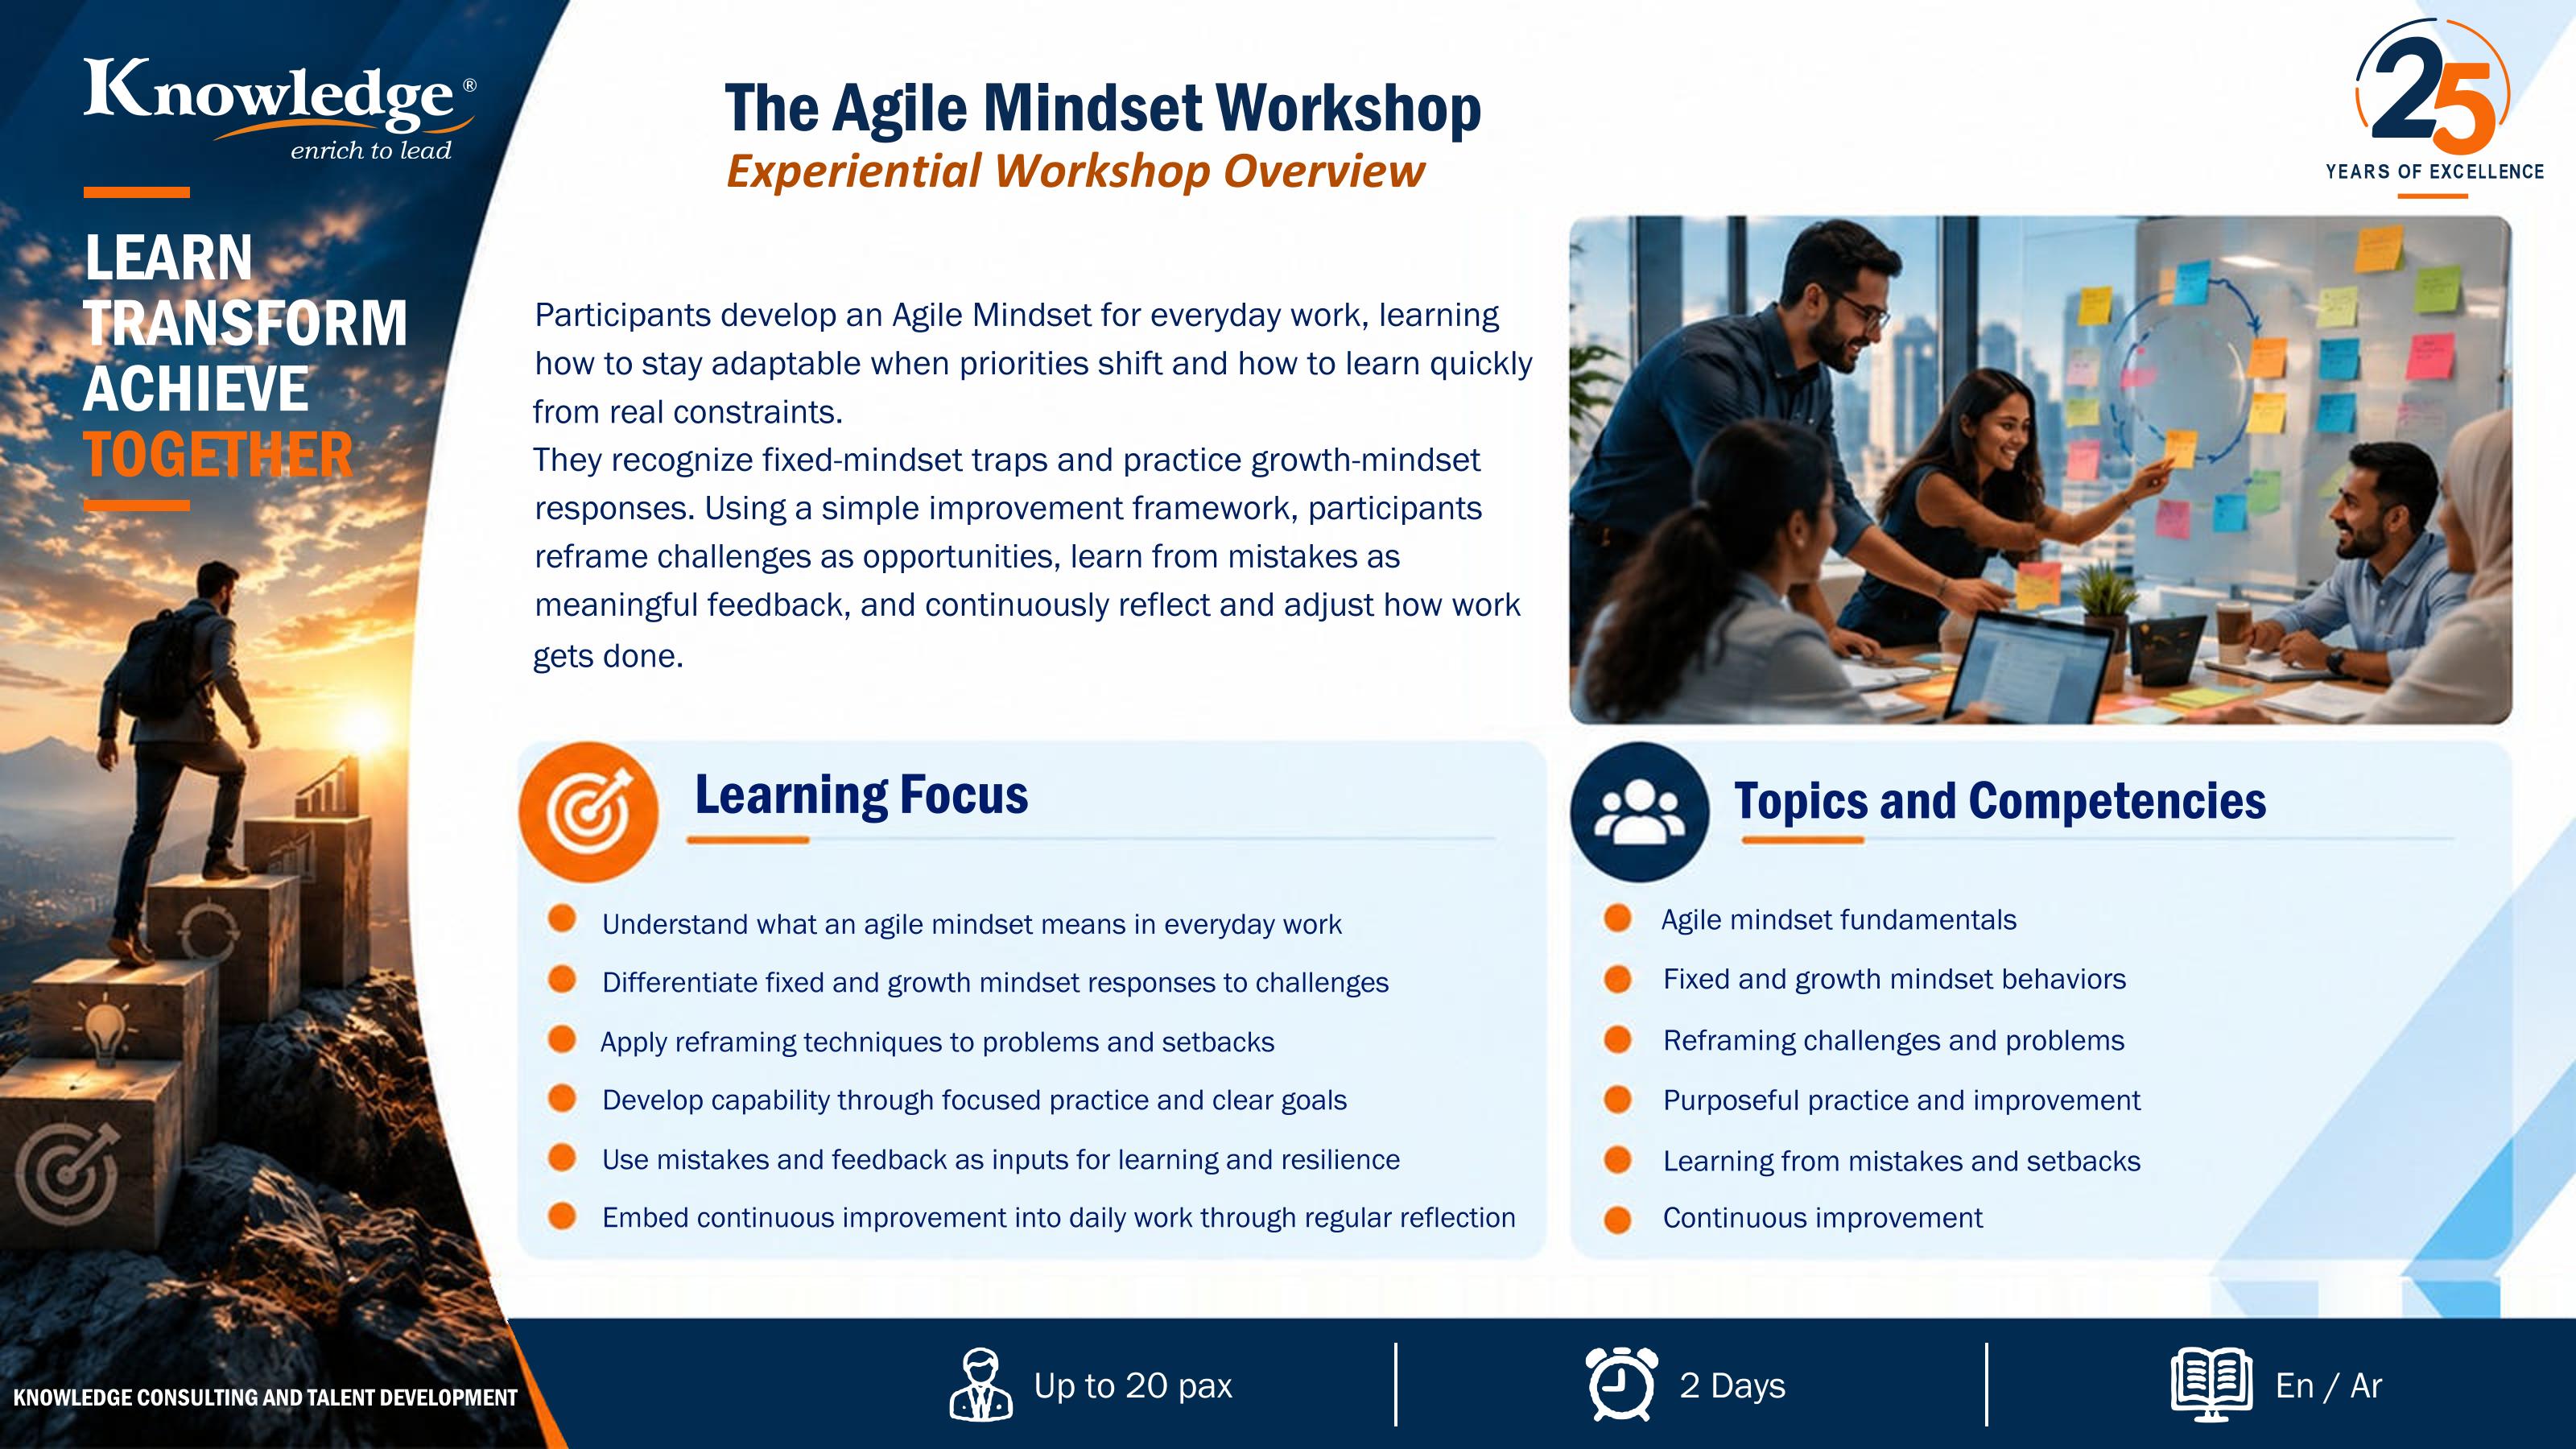 Knowledge®
enrich to lead
LEARN
TRANSFORM
ACHIEVE
TOGETHER
The Agile Mindset Workshop
Experiential Workshop Overview
25
YEARS OF EXCELLENCE
Participants develop an Agile Mindset for everyday work, learning
how to stay adaptable when priorities shift and how to learn quickly
from real constraints.
They recognize fixed-mindset traps and practice growth-mindset
responses. Using a simple improvement framework, participants
reframe challenges as opportunities, learn from mistakes as
meaningful feedback, and continuously reflect and adjust how work
gets done.
Learning Focus
Understand what an agile mindset means in everyday work
Differentiate fixed and growth mindset responses to challenges
Apply reframing techniques to problems and setbacks
Develop capability through focused practice and clear goals
Use mistakes and feedback as inputs for learning and resilience
Embed continuous improvement into daily work through regular reflection
Topics and Competencies
Agile mindset fundamentals
Fixed and growth mindset behaviors
Reframing challenges and problems
Purposeful practice and improvement
Learning from mistakes and setbacks
Continuous improvement
KNOWLEDGE CONSULTING AND TALENT DEVELOPMENT
Up to 20 pax
2 Days
En / Ar